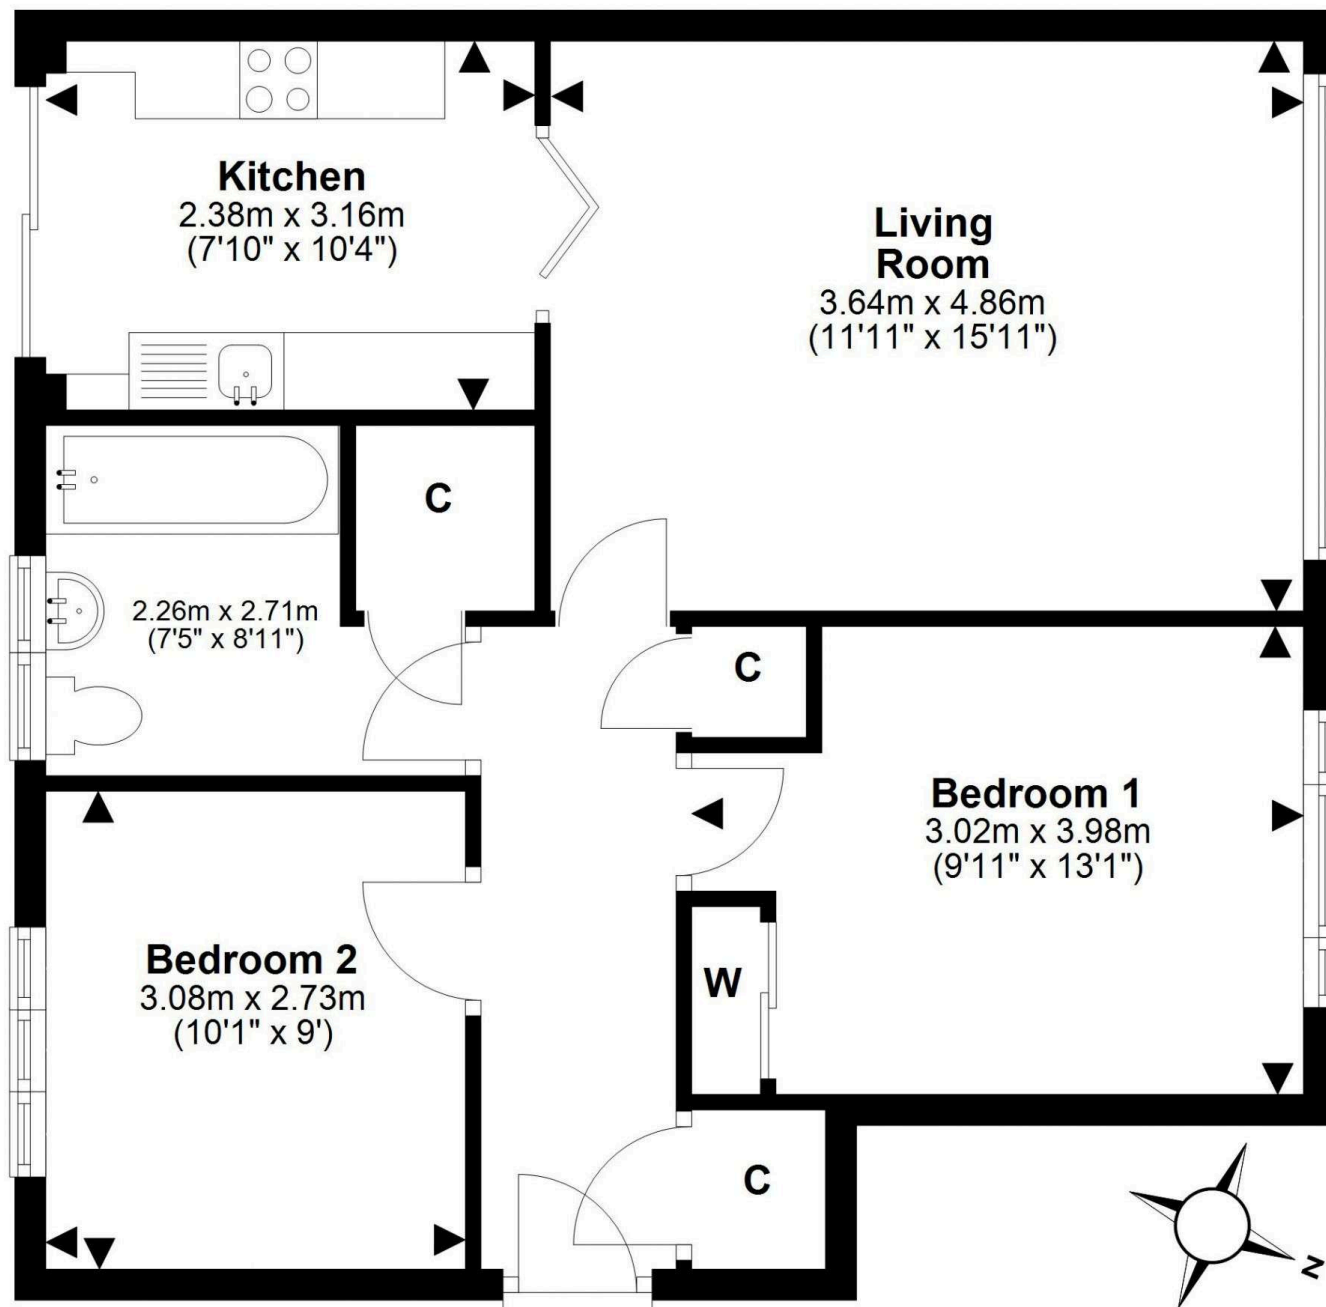 Kitchen
2.38m x 3.16m
(7'10" x 10'4")
Living
Room
3.64m x 4.86m
(11'11" x 15'11")
C
2.26m x 2.71m
(7'5" x 8'11")
C
Bedroom 1
3.02m x 3.98m
(9'11" x 13'1")
Bedroom 2
3.08m x 2.73m
(10'1" x 9')
W
C
N